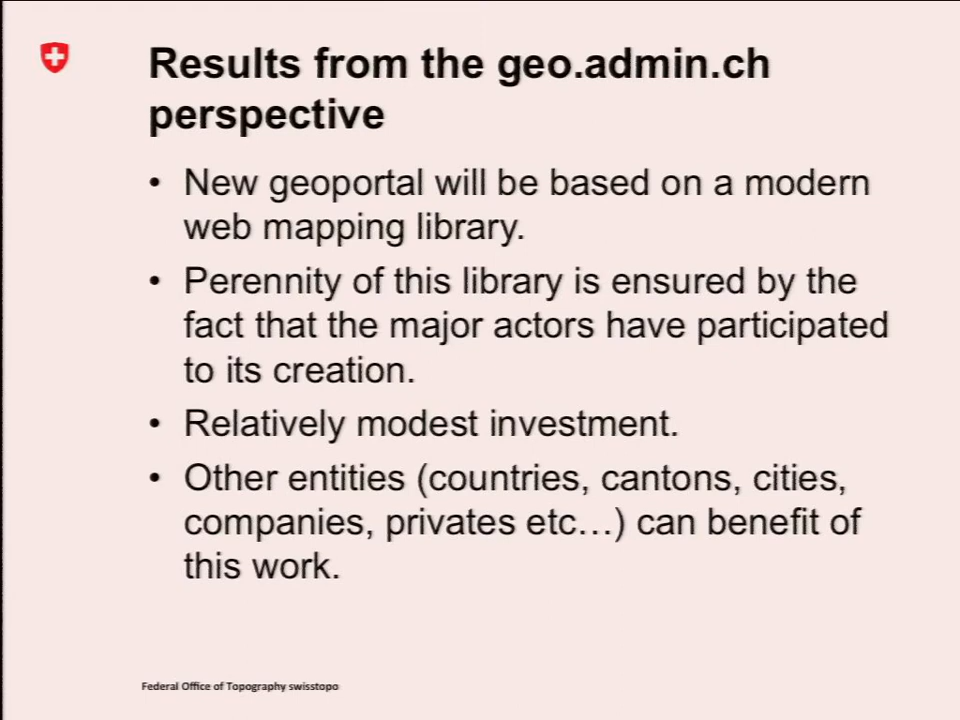 Results from the geo.admin.ch
perspective
• New geoportal will be based on a modern
web mapping library.
• Perennity of this library is ensured by the
fact that the major actors have participated
to its creation.
• Relatively modest investment.
• Other entities (countries, cantons, cities,
companies, privates etc…) can benefit of
this work.
Federal Office of Topography swisstopo